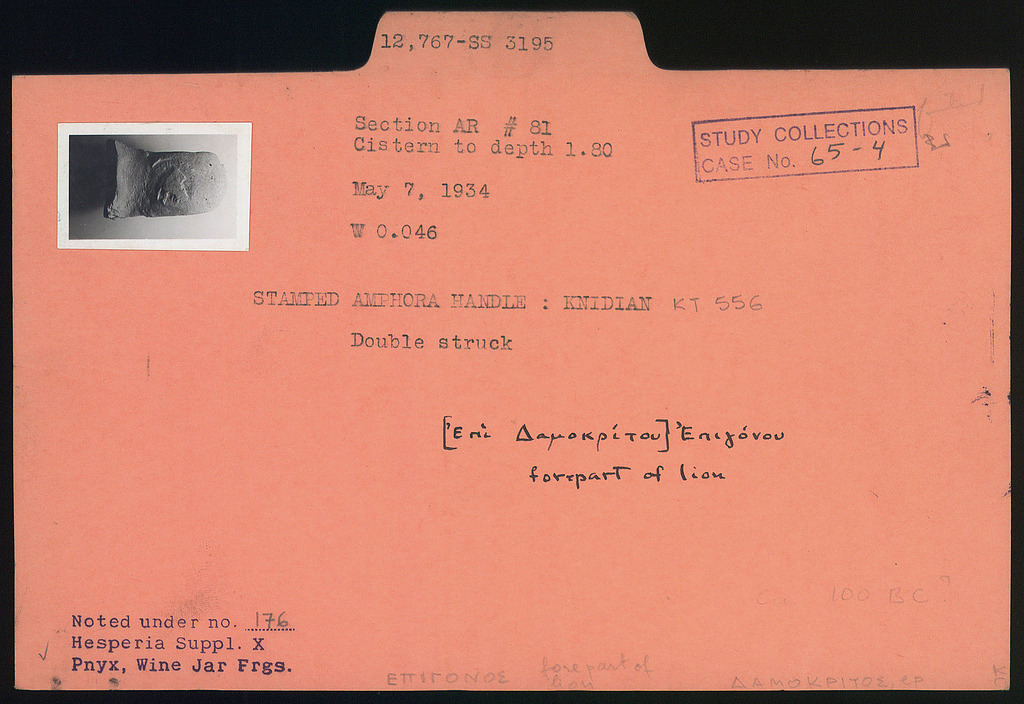 12,767-SS 3195
Section AR # 81
Cistern to depth 1.80
May 7, 1934
W 0.046
STUDY COLLECTIONS
CASE No. 65-4
STAMPED AMPHORA HANDLE : KNIDIAN KT 556
Double struck
[Ἐπὶ Δαμοκρίτου] Ἐπιγόνου
forepart of lion
C. 100 BC?
Noted under no. 176
Hesperia Suppl. X
Pnyx, Wine Jar Frgs.
ΕΠΙΓΟΝΟΣ
forepart of
lion
ΔΑΜΟΚΡΙΤΟΣ, ep